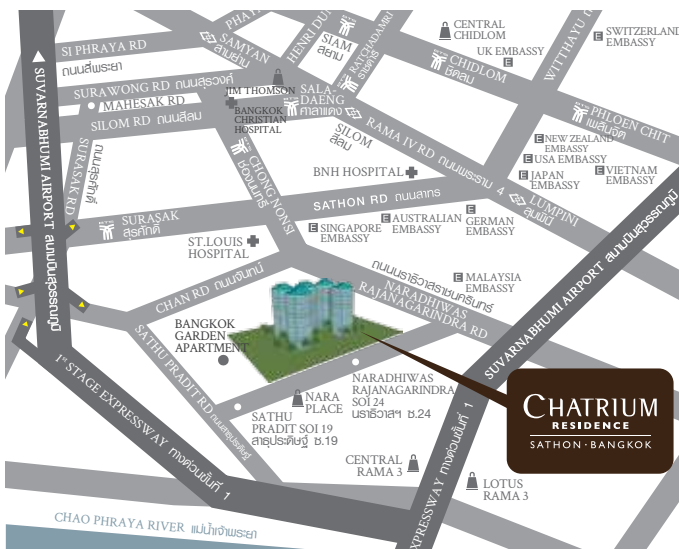 PHAT
CENTRAL
CHIDLOM
SWITZERLAND
EMBASSY
E
UK EMBASSY
E
WITTHAYU
SI PHRAYA RD
ถนนสี่พระยา
SAMYAN
สามย่าน
HENRI DU
SIAM
สยาม
RATCHADAMRI
ราชดำริ
CHIDLOM
ชิดลม
SURAWONG RD ถนนสุรวงศ์
JIM THOMSON
MAHESAK RD
SILOM RD ถนนสีลม
BANGKOK
CHRISTIAN
HOSPITAL
SALA-
DAENG
ศาลาแดง
SILOM
สีลม
RAMA IV RD ถนนพระราม 4
PHLOEN CHIT
เพลินจิต
E NEW ZEALAND
EMBASSY
E USA EMBASSY
E JAPAN
EMBASSY
E VIETNAM
EMBASSY
LUMPINI
ลุมพินี
SURASAK RD
ถนนสุรศักดิ์
CHONG NONSI
ช่องนนทรี
BNH HOSPITAL
SATHON RD ถนนสาทร
SURASAK
สุรศักดิ์
E SINGAPORE
EMBASSY
E AUSTRALIAN
EMBASSY
E
GERMAN
EMBASSY
E MALAYSIA
EMBASSY
ST.LOUIS
HOSPITAL
SUVARNABHUMI AIRPORT สนามบินสุวรรณภูมิ
CHAN RD ถนนจันทน์
ถนนนราธิวาสราชนครินทร์
NARADHIWAS
RAJANAGARINDRA RD
SUVARNABHUMI AIRPORT สนามบินสุวรรณภูมิ
BANGKOK
GARDEN
APARTMENT
SATHU PRADIT RD ถนนสาธุประดิษฐ์
1ST STAGE EXPRESSWAY ทางด่วนขั้นที่ 1
NARADHIWAS
RAJANAGARINDRA
SOI 24
นราธิวาสฯ ซ.24
NARA
PLACE
SATHU
PRADIT SOI 19
สาธุประดิษฐ์ ซ.19
CHATRIUM
RESIDENCE
SATHON · BANGKOK
CENTRAL
RAMA 3
LOTUS
RAMA 3
EXPRESSWAY ทางด่วนขั้นที่ 1
CHAO PHRAYA RIVER แม่น้ำเจ้าพระยา